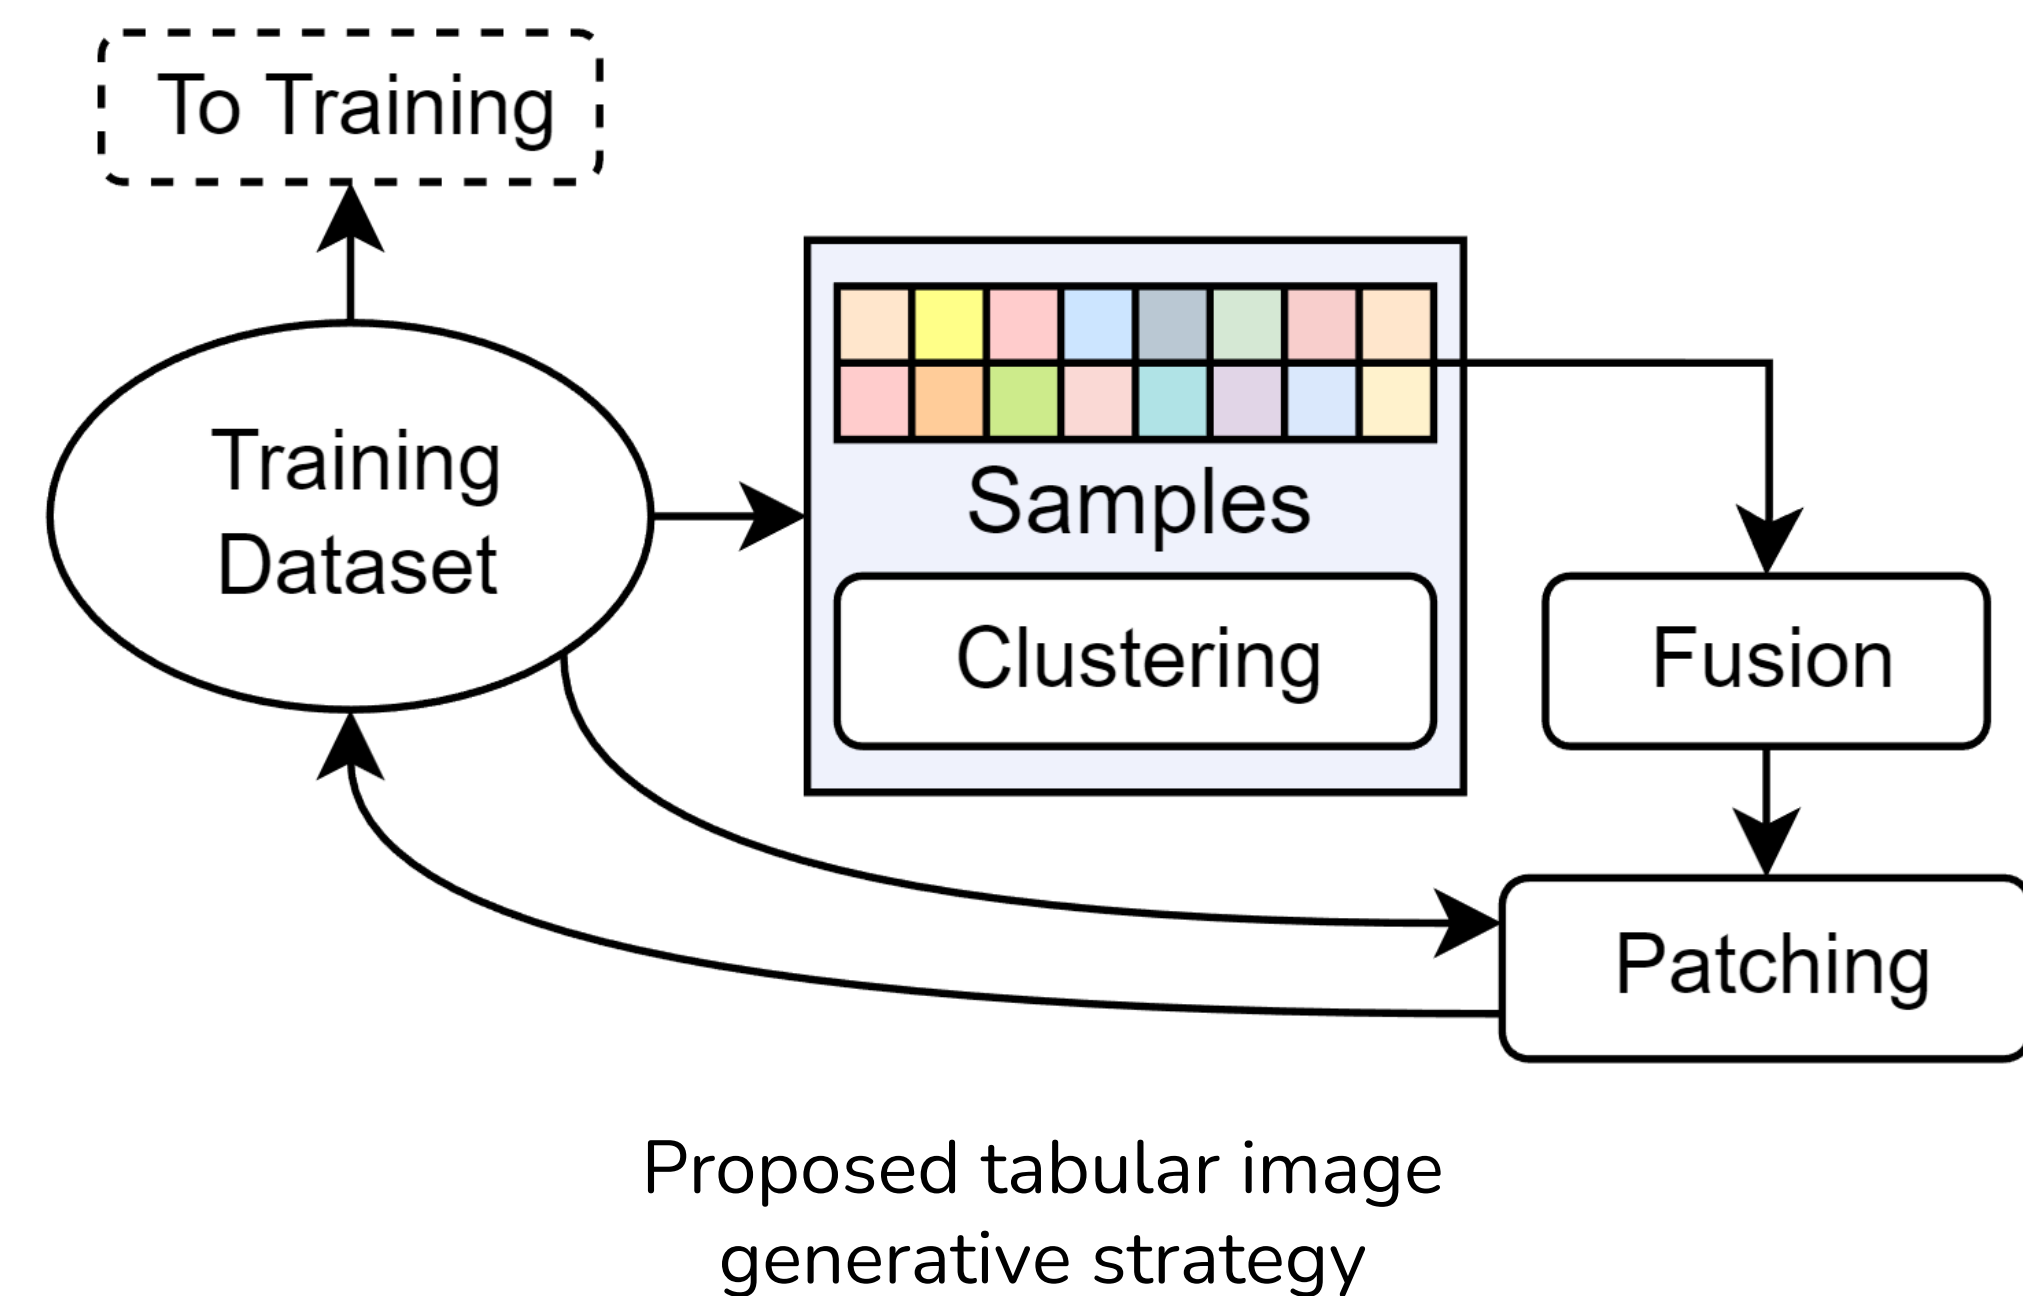 To Training
Training
Dataset
Samples
Clustering
Fusion
Patching
Proposed tabular image
generative strategy